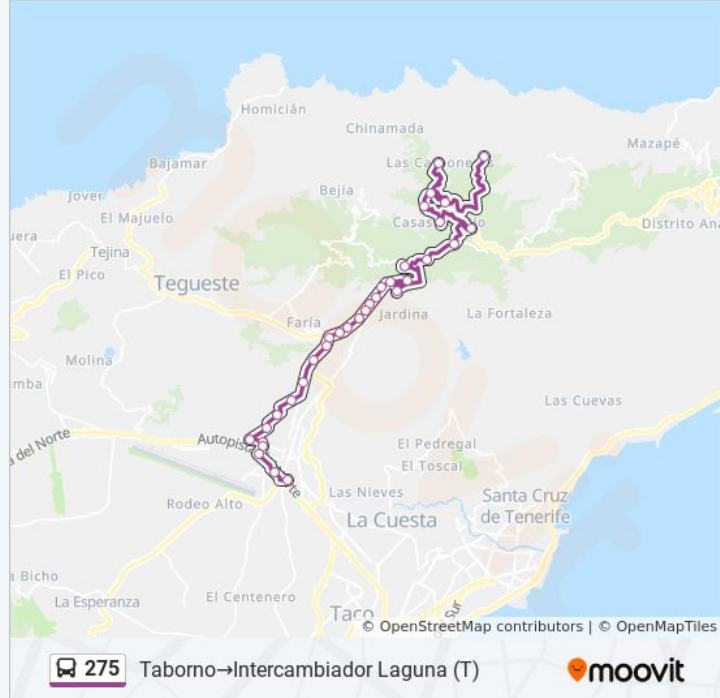 Homicián
Chinamada
Mazapé
Bajamar
Las Carboneras
Jover
Bejia
El Majuelo
uera
Casas
Distrito Ana
Tejina
El Pico
Tegueste
Faría
Jardina
La Fortaleza
Molina
mba
Las Cuevas
a del Norte
Autopista
El Pedregal
El Toscal
Rodeo Alto
Las Nieves
Santa Cruz
de Tenerife
La Cuesta
a Bicho
La Esperanza
El Centenero
Taco
Sur
© OpenStreetMap contributors | © OpenMapTiles
275 Taborno→Intercambiador Laguna (T) moovit